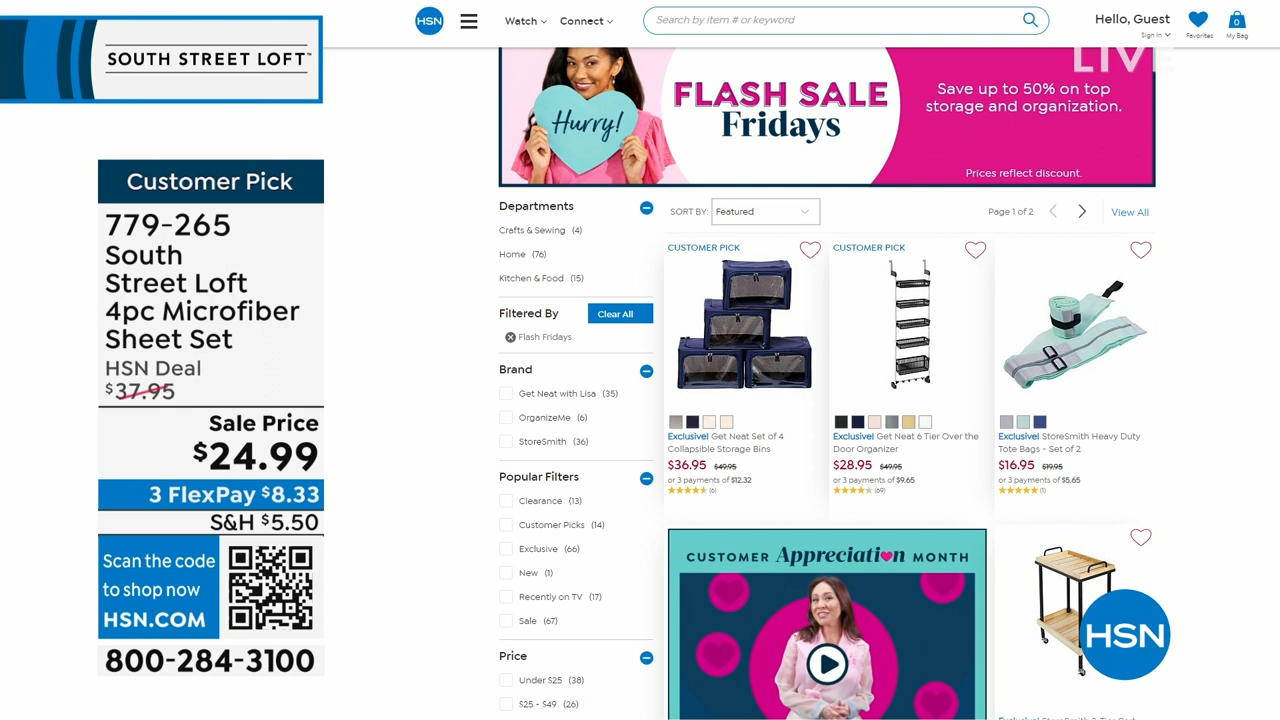 SOUTH STREET LOFT™
Customer Pick
779-265
South
Street Loft
4pc Microfiber
Sheet Set
HSN Deal
$37.95
Sale Price
$24.99
3 FlexPay $8.33
S&H $5.50
Scan the code
to shop now
HSN.COM
800-284-3100
HSN
Watch
Connect
Search by item # or keyword
Hello, Guest
Sign in
Favorites
0
My Bag
LIVE
Hurry!
FLASH SALE
Fridays
Save up to 50% on top
storage and organization.
Prices reflect discount.
Departments
Crafts & Sewing (4)
Home (76)
Kitchen & Food (15)
Filtered By
Clear All
Flash Fridays
Brand
Get Neat with Lisa (35)
OrganizeMe (6)
StoreSmith (36)
Popular Filters
Clearance (13)
Customer Picks (14)
Exclusive (66)
New (1)
Recently on TV (17)
Sale (67)
Price
Under $25 (38)
$25 - $49 (26)
SORT BY: Featured
Page 1 of 2
View All
CUSTOMER PICK
Exclusive! Get Neat Set of 4
Collapsible Storage Bins
$36.95 $49.95
or 3 payments of $12.32
(6)
CUSTOMER PICK
Exclusive! Get Neat 6 Tier Over the
Door Organizer
$28.95 $49.95
or 3 payments of $9.65
(69)
Exclusive! StoreSmith Heavy Duty
Tote Bags - Set of 2
$16.95 $19.95
or 3 payments of $5.65
(1)
CUSTOMER Appreciation MONTH
HSN